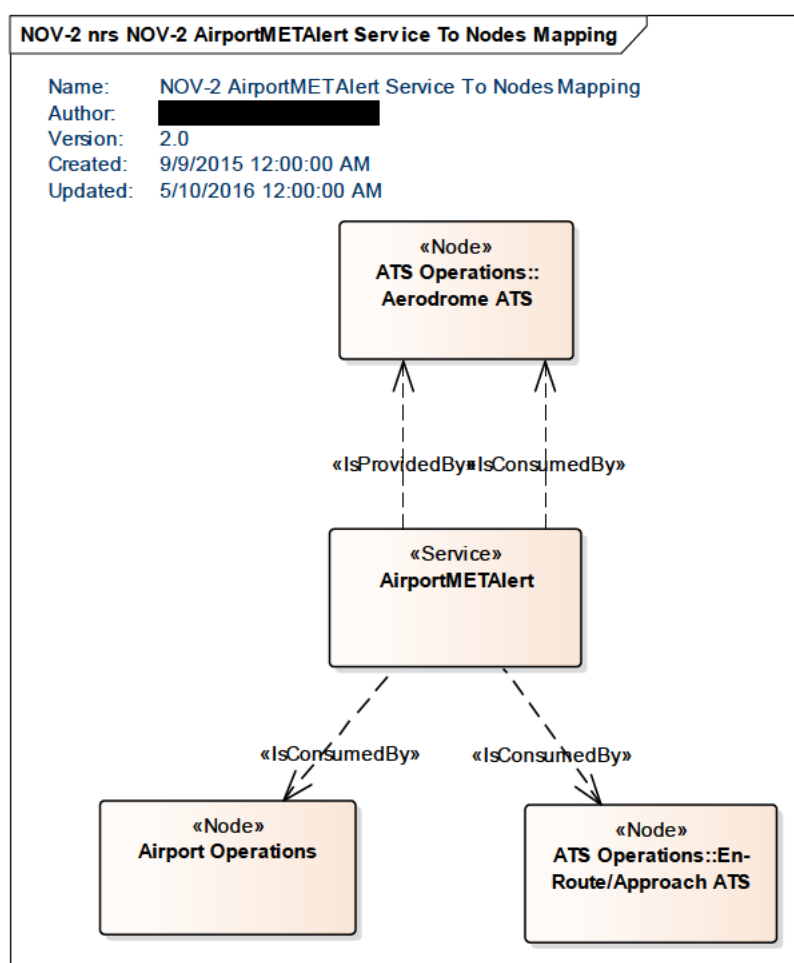 NOV-2 nrs NOV-2 AirportMETAlert Service To Nodes Mapping
Name: NOV-2 AirportMETAlert Service To Nodes Mapping
Author:
Version: 2.0
Created: 9/9/2015 12:00:00 AM
Updated: 5/10/2016 12:00:00 AM
«Node»
ATS Operations::
Aerodrome ATS
«IsProvidedBy» «IsConsumedBy»
«Service»
AirportMETAlert
«IsConsumedBy» «IsConsumedBy»
«Node»
Airport Operations
«Node»
ATS Operations::En-
Route/Approach ATS